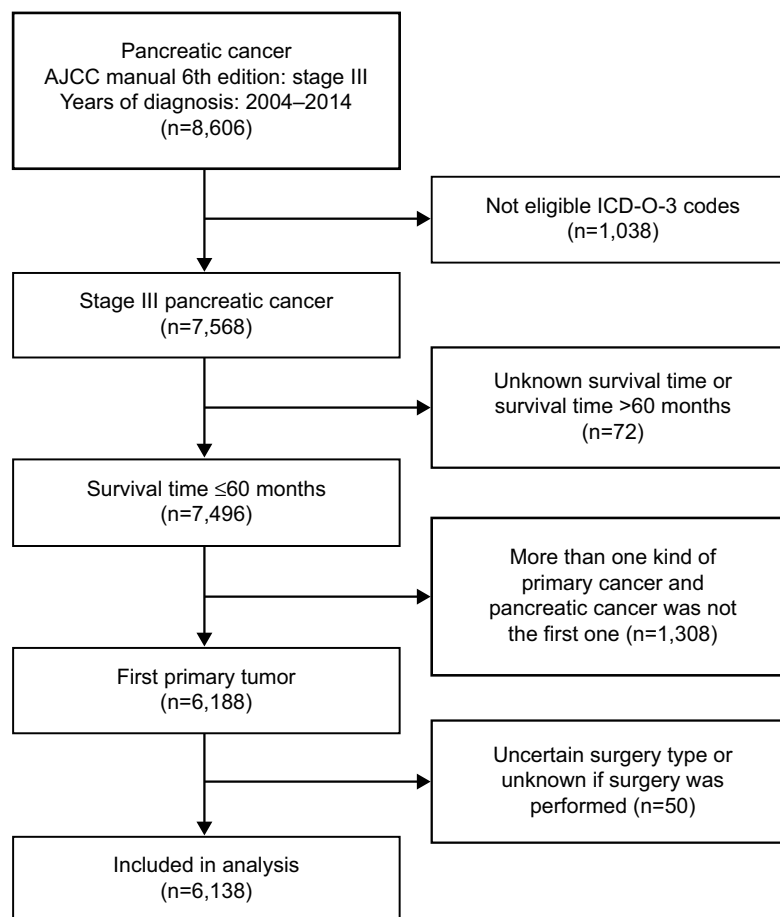 Pancreatic cancer
AJCC manual 6th edition: stage III
Years of diagnosis: 2004–2014
(n=8,606)
Not eligible ICD-O-3 codes
(n=1,038)
Stage III pancreatic cancer
(n=7,568)
Unknown survival time or
survival time >60 months
(n=72)
Survival time ≤60 months
(n=7,496)
More than one kind of
primary cancer and
pancreatic cancer was not
the first one (n=1,308)
First primary tumor
(n=6,188)
Uncertain surgery type or
unknown if surgery was
performed (n=50)
Included in analysis
(n=6,138)